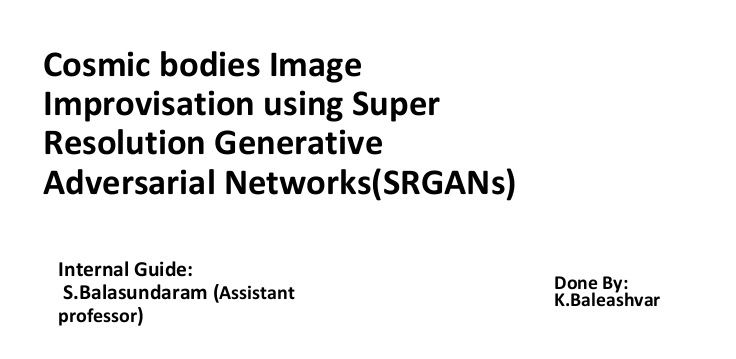 Cosmic bodies Image
Improvisation using Super
Resolution Generative
Adversarial Networks(SRGANs)
Internal Guide:
S.Balasundaram (Assistant
professor)
Done By:
K.Baleashvar